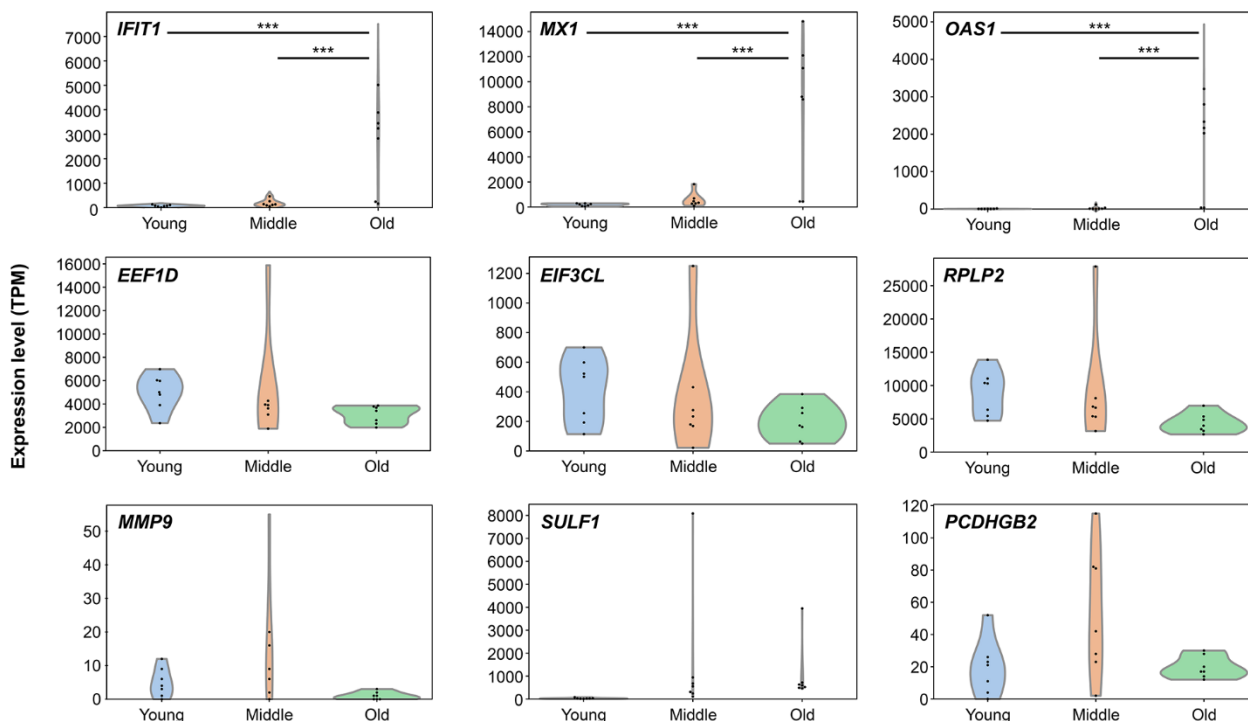 Expression level (TPM)
IFIT1
***
***
7000
6000
5000
4000
3000
2000
1000
0
Young
Middle
Old
MX1
***
***
14000
12000
10000
8000
6000
4000
2000
0
Young
Middle
Old
OAS1
***
***
5000
4000
3000
2000
1000
0
Young
Middle
Old
EEF1D
16000
14000
12000
10000
8000
6000
4000
2000
0
Young
Middle
Old
EIF3CL
1200
1000
800
600
400
200
0
Young
Middle
Old
RPLP2
25000
20000
15000
10000
5000
0
Young
Middle
Old
MMP9
50
40
30
20
10
0
Young
Middle
Old
SULF1
8000
7000
6000
5000
4000
3000
2000
1000
0
Young
Middle
Old
PCDHGB2
120
100
80
60
40
20
0
Young
Middle
Old